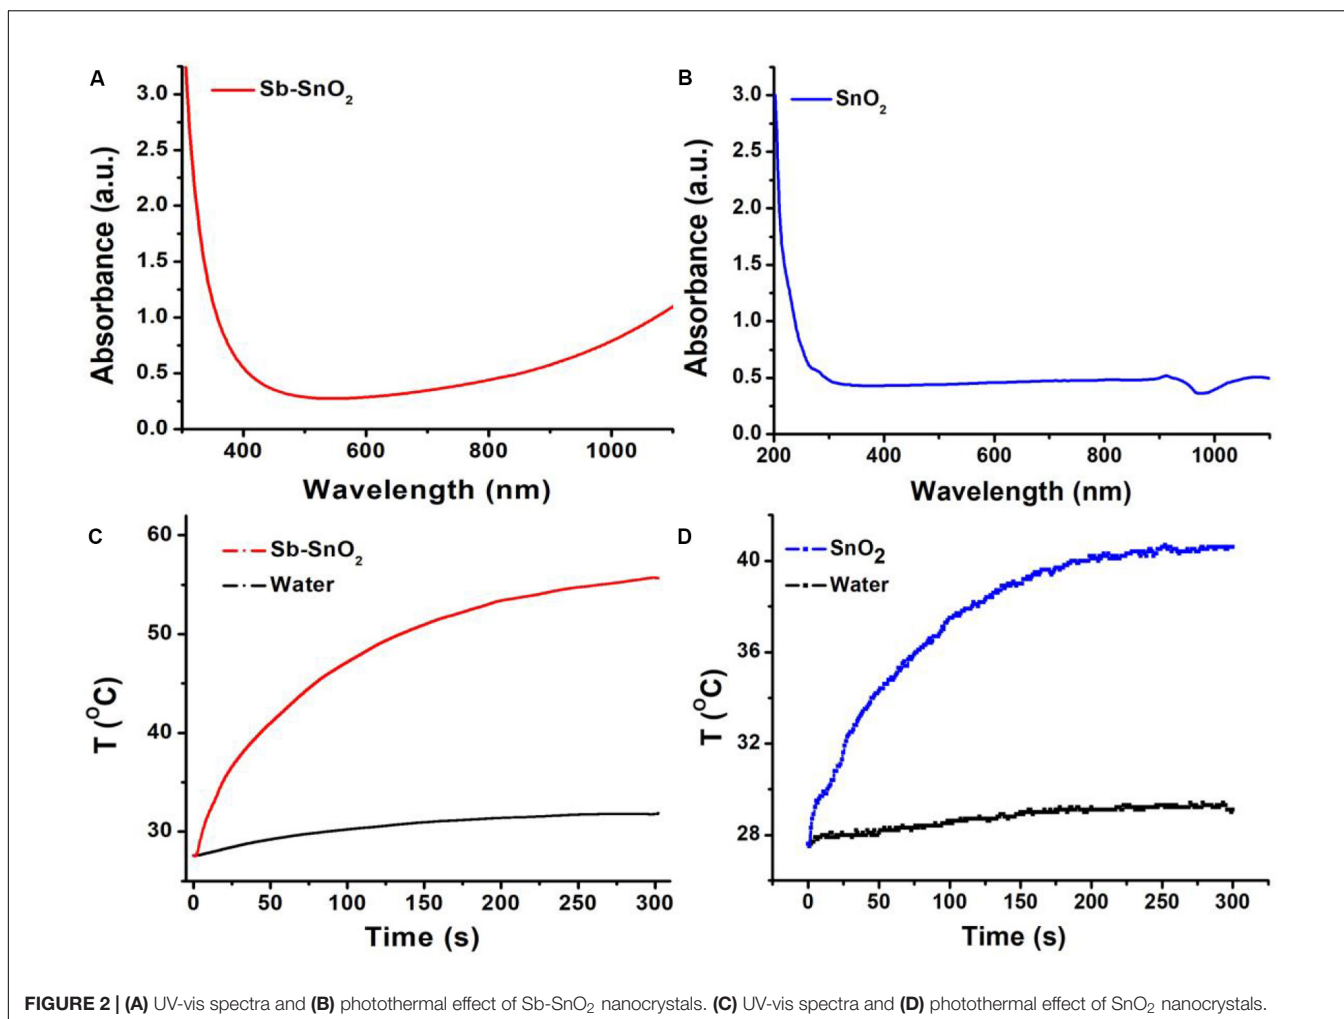 A
Sb-SnO2
3.0
2.5
2.0
1.5
1.0
0.5
0.0
Absorbance (a.u.)
400 600 800 1000
Wavelength (nm)
B
SnO2
3.0
2.5
2.0
1.5
1.0
0.5
0.0
Absorbance (a.u.)
200 400 600 800 1000
Wavelength (nm)
C
Sb-SnO2
Water
60
50
40
30
T (OC)
0 50 100 150 200 250 300
Time (s)
D
SnO2
Water
40
36
32
28
T (OC)
0 50 100 150 200 250 300
Time (s)
FIGURE 2 | (A) UV-vis spectra and (B) photothermal effect of Sb-SnO2 nanocrystals. (C) UV-vis spectra and (D) photothermal effect of SnO2 nanocrystals.